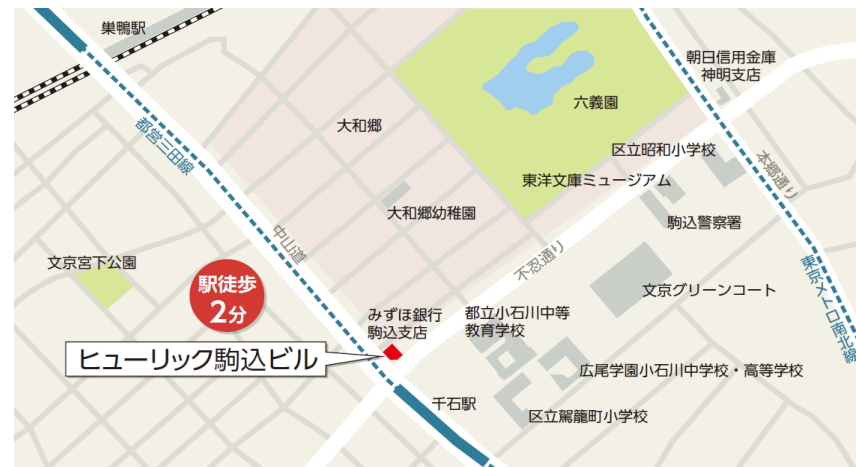 巣鴨駅
朝日信用金庫
神明支店
六義園
大和郷
都営三田線
区立昭和小学校
本郷通り
東洋文庫ミュージアム
大和郷幼稚園
駒込警察署
中山道
不忍通り
文京宮下公園
駅徒歩
2分
文京グリーンコート
東京メトロ南北線
みずほ銀行
駒込支店
都立小石川中等
教育学校
ヒューリック駒込ビル
広尾学園小石川中学校・高等学校
千石駅
区立駕籠町小学校